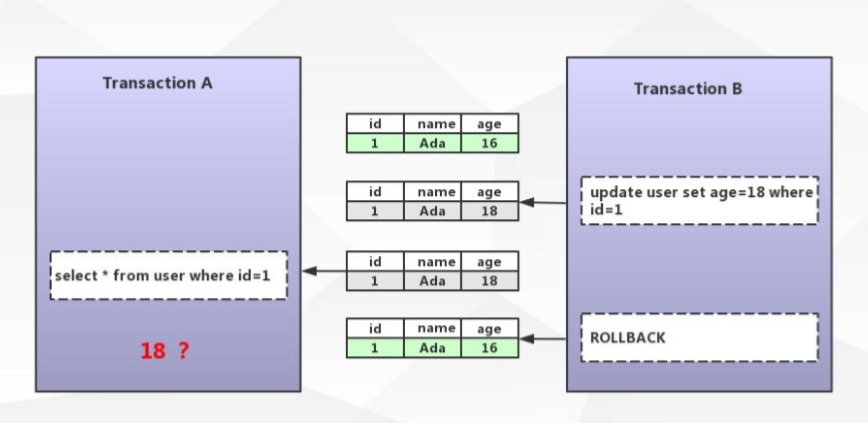 Transaction A
Transaction B
id name age
1 Ada 16
id name age
1 Ada 18
update user set age=18 where
id=1
id name age
1 Ada 18
select * from user where id=1
id name age
1 Ada 16
ROLLBACK
18 ?